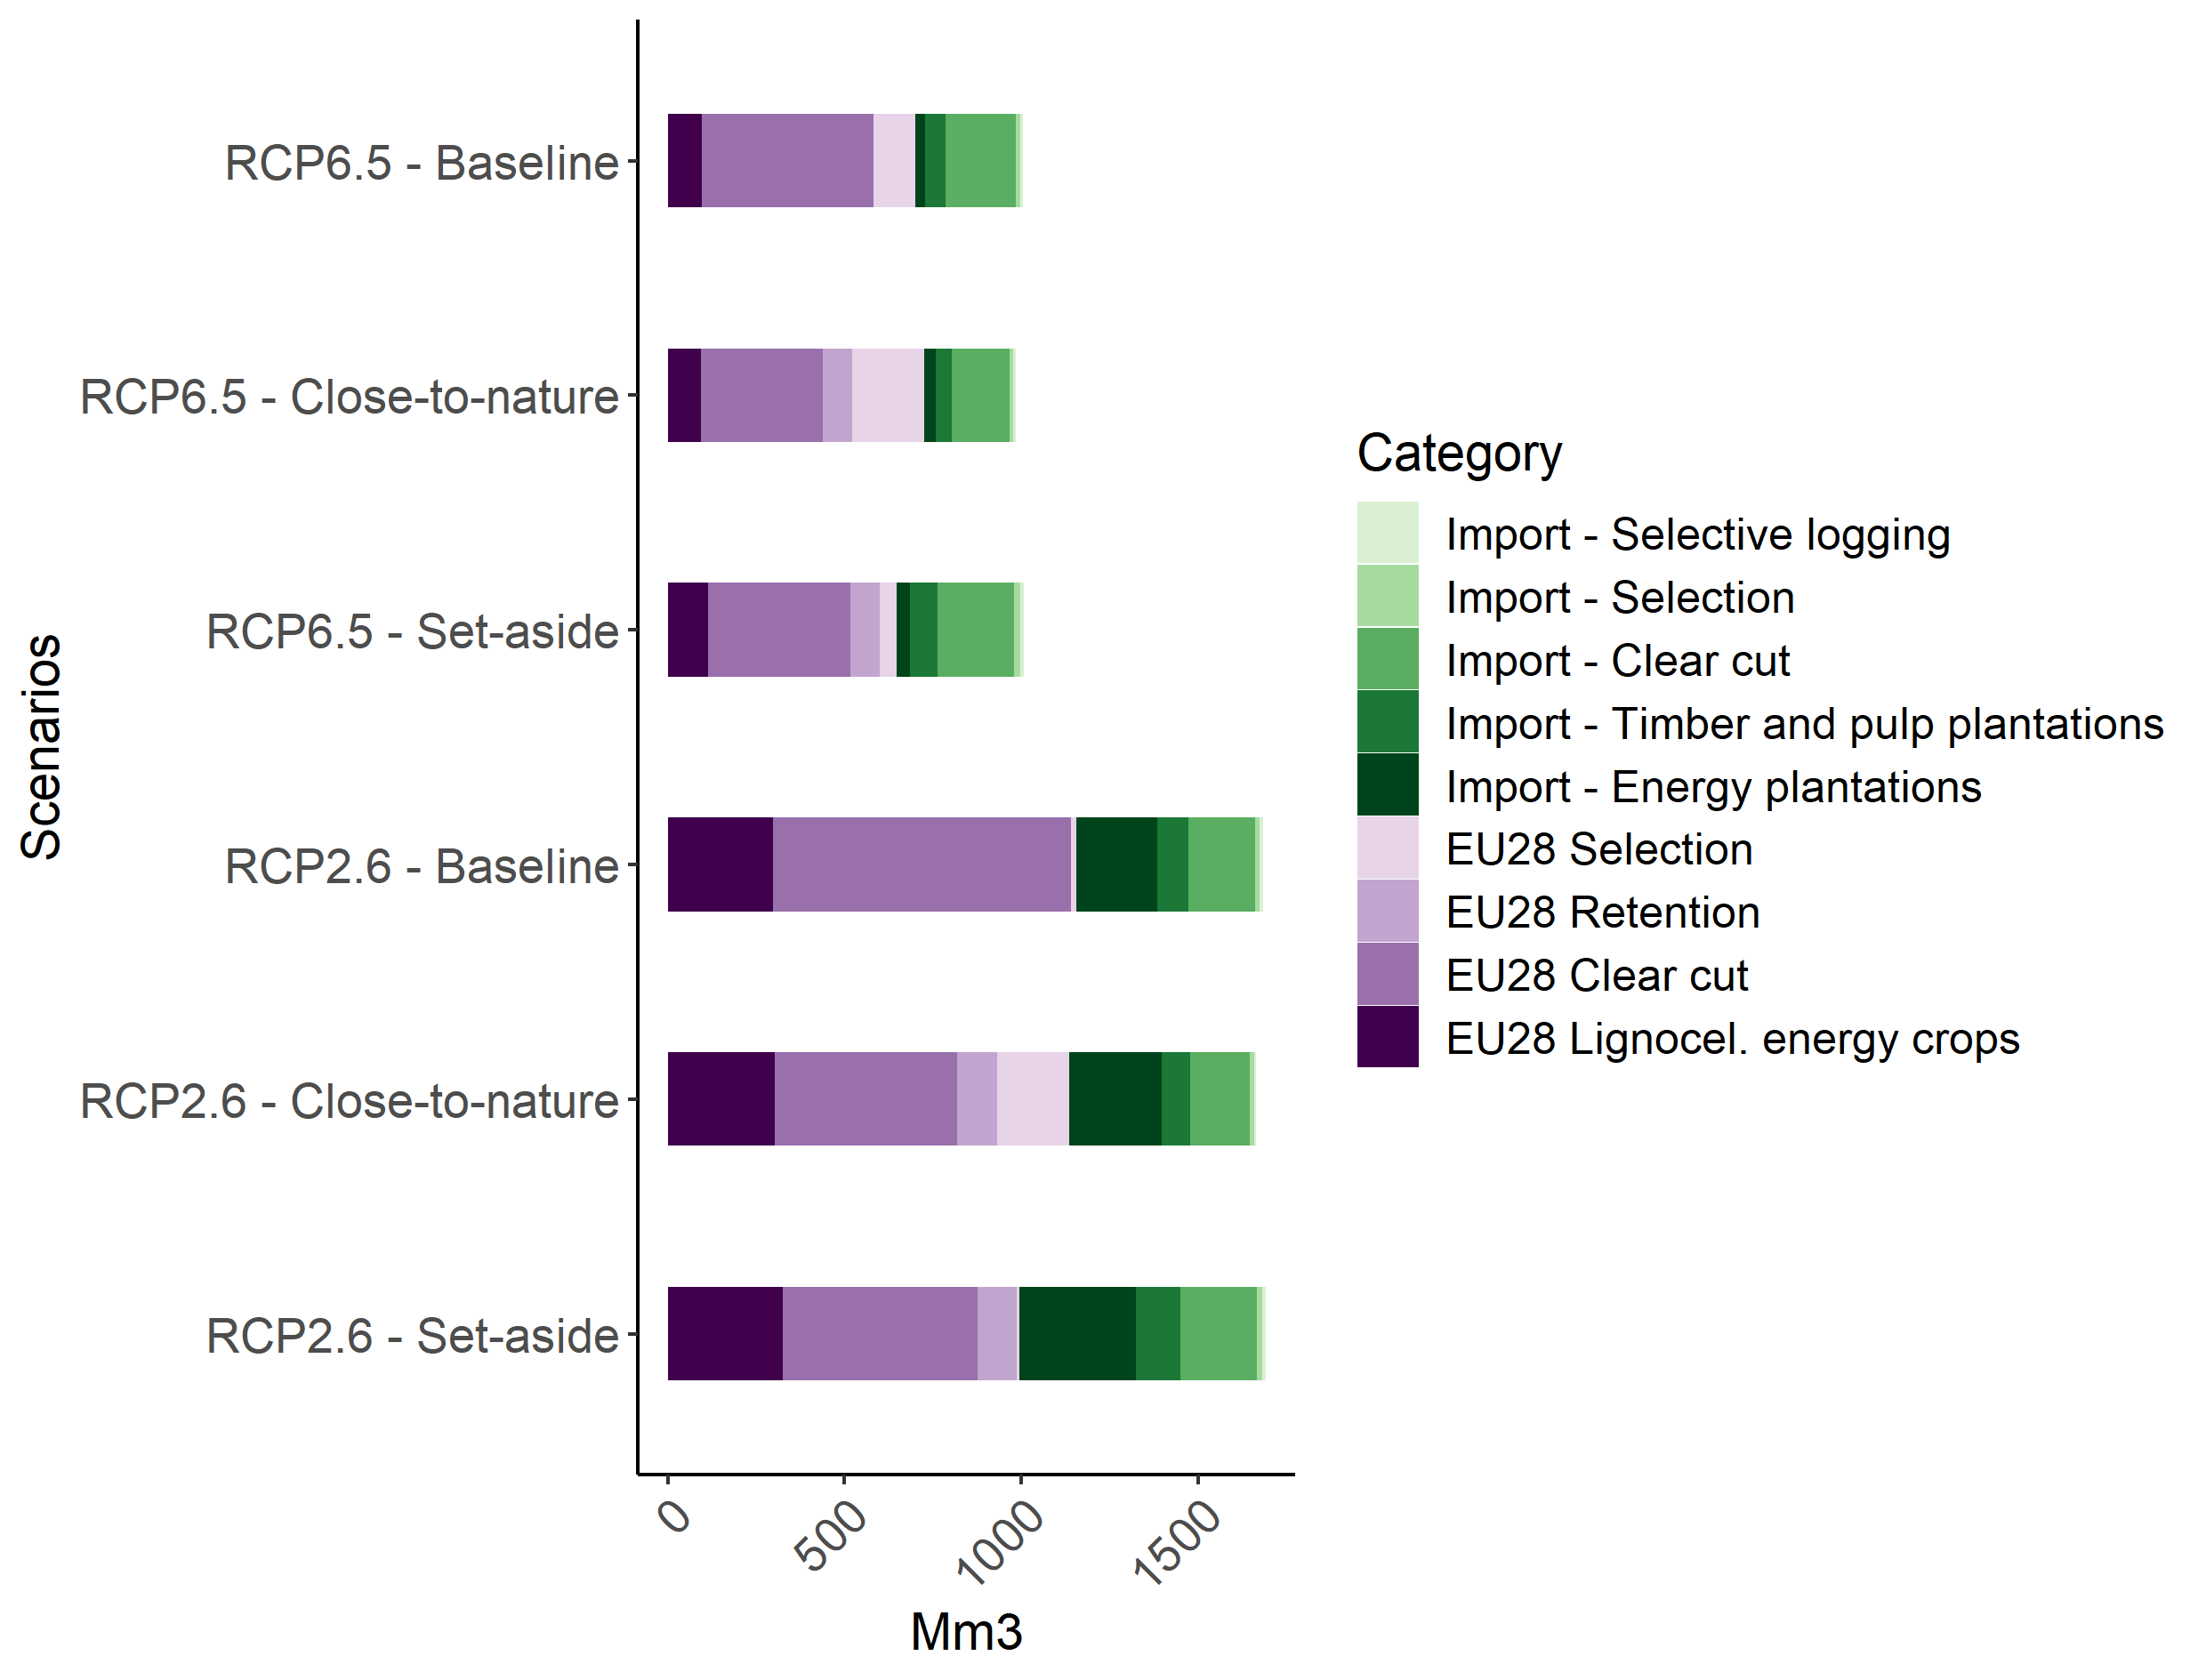 Scenarios
RCP6.5 - Baseline
RCP6.5 - Close-to-nature
RCP6.5 - Set-aside
RCP2.6 - Baseline
RCP2.6 - Close-to-nature
RCP2.6 - Set-aside
0
500
1000
1500
Mm3
Category
Import - Selective logging
Import - Selection
Import - Clear cut
Import - Timber and pulp plantations
Import - Energy plantations
EU28 Selection
EU28 Retention
EU28 Clear cut
EU28 Lignocel. energy crops